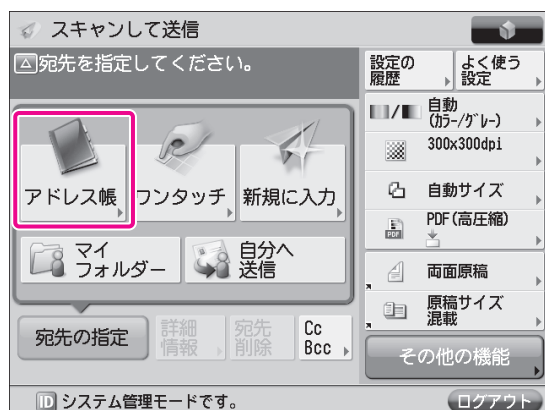 スキャンして送信
宛先を指定してください。
アドレス帳
ワンタッチ
新規に入力
マイ
フォルダー
自分へ
送信
宛先の指定
詳細
情報
宛先
削除
Cc
Bcc
設定の
履歴
よく使う
設定
自動
(ｶﾗｰ/ｸﾞﾚｰ)
300x300dpi
自動サイズ
PDF
PDF(高圧縮)
両面原稿
原稿サイズ
混載
その他の機能
ID システム管理モードです。
ログアウト